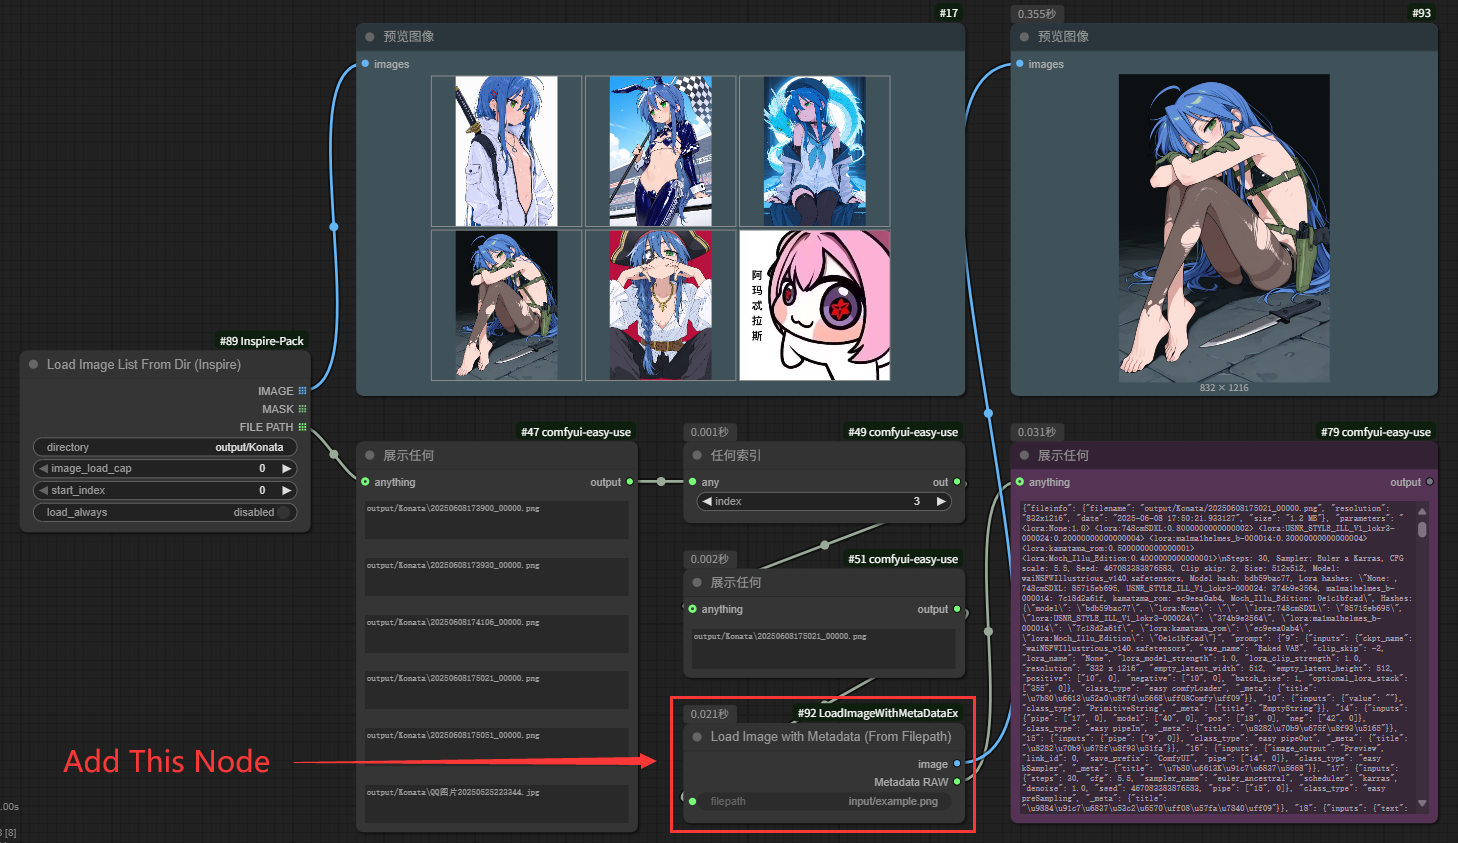 #17
预览图像
images
阿玛忒拉斯
0.355秒
#93
预览图像
images
832 × 1216
#89 Inspire-Pack
Load Image List From Dir (Inspire)
IMAGE
MASK
FILE PATH
directory output/Konata
image_load_cap 0
start_index 0
load_always disabled
#47 comfyui-easy-use
展示任何
anything output
output/Konata\20250608173900_00000.png
output/Konata\20250608173930_00000.png
output/Konata\20250608174106_00000.png
output/Konata\20250608175021_00000.png
output/Konata\20250608175051_00000.png
output/Konata\QQ图片20250525223344.jpg
0.001秒
#49 comfyui-easy-use
任何索引
any out
index 3
0.002秒
#51 comfyui-easy-use
展示任何
anything output
output/Konata\20250608175021_00000.png
0.021秒
#92 LoadImageWithMetaDataEx
Load Image with Metadata (From Filepath)
image
Metadata RAW
filepath input/example.png
Add This Node
0.031秒
#79 comfyui-easy-use
展示任何
anything output
{"fileinfo": {"filename": "output/Konata/20250608175021_00000.png", "resolution":
"832x1216", "date": "2025-06-08 17:50:21.933127", "size": "1.2 MB"}, "parameters": "
<lora:None:1.0> <lora:748cmSDXL:0.8000000000000002> <lora:USNR_STYLE_ILL_V1_lokr3-
000024:0.20000000000000004> <lora:maima1helmes_b-000014:0.30000000000000004>
<lora:kamatama_rom:0.5000000000000001>
<lora:Moch_Illu_Edition:0.4000000000000001>\nSteps: 30, Sampler: Euler a Karras, CFG
scale: 5.5, Seed: 467083383876583, Clip skip: 2, Size: 512x512, Model:
waiNSFWIllustrious_v140.safetensors, Model hash: bdb59bac77, Lora hashes: \"None: ,
748cmSDXL: 85715eb695, USNR_STYLE_ILL_V1_lokr3-000024: 374b9e3564, maima1helmes_b-
000014: 7c18d2a61f, kamatama_rom: ec9eea0ab4, Moch_Illu_Edition: 0e1c1bfcad\", Hashes:
{\"model\": \"bdb59bac77\", \"lora:None\": \"\", \"lora:748cmSDXL\": \"85715eb695\",
\"lora:USNR_STYLE_ILL_V1_lokr3-000024\": \"374b9e3564\", \"lora:maima1helmes_b-
000014\": \"7c18d2a61f\", \"lora:kamatama_rom\": \"ec9eea0ab4\",
\"lora:Moch_Illu_Edition\": \"0e1c1bfcad\"}", "prompt": {"9": {"inputs": {"ckpt_name":
"waiNSFWIllustrious_v140.safetensors", "vae_name": "Baked VAE", "clip_skip": -2,
"lora_name": "None", "lora_model_strength": 1.0, "lora_clip_strength": 1.0,
"resolution": "832 x 1216", "empty_latent_width": 512, "empty_latent_height": 512,
"positive": ["10", 0], "negative": ["10", 0], "batch_size": 1, "optional_lora_stack":
["355", 0]}, "class_type": "easy comfyLoader", "_meta": {"title":
"\u7b80\u6613\u52a0\u8f7d\u5668\uff08Comfy\uff09"}}, "10": {"inputs": {"value": ""},
"class_type": "PrimitiveString", "_meta": {"title": "EmptyString"}}, "14": {"inputs":
{"pipe": ["17", 0], "model": ["40", 0], "pos": ["18", 0], "neg": ["42", 0]},
"class_type": "easy pipeIn", "_meta": {"title": "\u8282\u70b9\u675f\u8f93\u5165"}},
"15": {"inputs": {"pipe": ["9", 0]}, "class_type": "easy pipeOut", "_meta": {"title":
"\u8282\u70b9\u675f\u8f93\u51fa"}}, "16": {"inputs": {"image_output": "Preview",
"link_id": 0, "save_prefix": "ComfyUI", "pipe": ["14", 0]}, "class_type": "easy
kSampler", "_meta": {"title": "\u7b80\u6613K\u91c7\u6837\u5668"}}, "17": {"inputs":
{"steps": 30, "cfg": 5.5, "sampler_name": "euler_ancestral", "scheduler": "karras",
"denoise": 1.0, "seed": 467083383876583, "pipe": ["15", 0]}, "class_type": "easy
preSampling", "_meta": {"title":
"\u9884\u91c7\u6837\u53c2\u6570\uff08\u57fa\u7840\uff09"}}, "18": {"inputs": {"text":
.00s
[8]